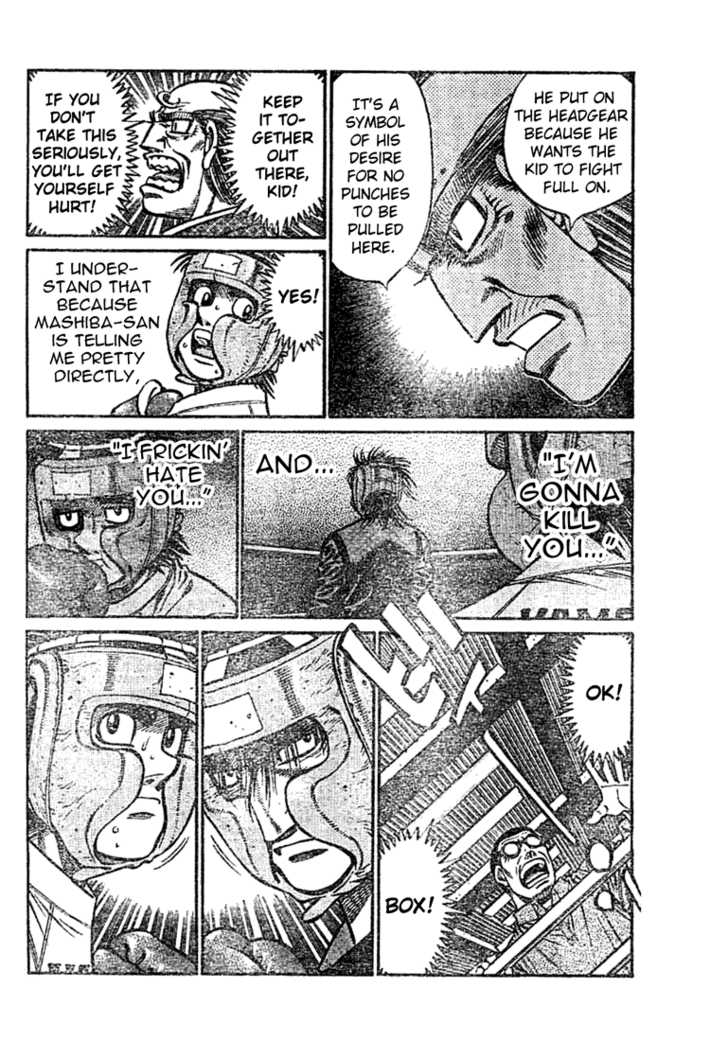 HE PUT ON
THE HEADGEAR
BECAUSE HE
WANTS THE
KID TO FIGHT
FULL ON.
IT'S A
SYMBOL
OF HIS
DESIRE
FOR NO
PUNCHES
TO BE
PULLED
HERE.
KEEP
IT TO-
GETHER
OUT
THERE,
KID!
IF YOU
DON'T
TAKE THIS
SERIOUSLY,
YOU'LL GET
YOURSELF
HURT!
YES!
I UNDER-
STAND THAT
BECAUSE
MASHIBA-SAN
IS TELLING
ME PRETTY
DIRECTLY,
"I'M
GONNA
KILL
YOU..."
AND...
"I FRICKIN'
HATE
YOU..."
OK!
ビーッ
BOX!